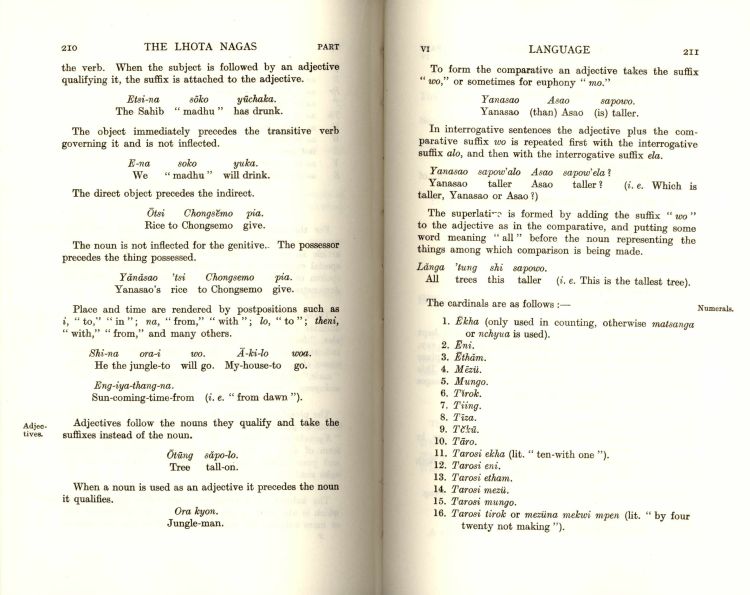 210 THE LHOTA NAGAS PART
the verb. When the subject is followed by an adjective
qualifying it, the suffix is attached to the adjective.
Etsi-na sōko yūchaka.
The Sahib “ madhu ” has drunk.
The object immediately precedes the transitive verb
governing it and is not inflected.
E-na soko yuka.
We “ madhu ” will drink.
The direct object precedes the indirect.
Ōtsi Chongsĕmo pia.
Rice to Chongsemo give.
The noun is not inflected for the genitive.. The possessor
precedes the thing possessed.
Yānăsao 'tsi Chongsemo pia.
Yanasao's rice to Chongsemo give.
Place and time are rendered by postpositions such as
i, “ to,” “ in ”; na, “ from,” “ with ”; lo, “ to ”; theni,
“ with,” “ from,” and many others.
Shi-na ora-i wo. Ā-ki-lo woa.
He the jungle-to will go. My-house-to go.
Eng-iya-thang-na.
Sun-coming-time-from (i. e. “ from dawn ”).
Adjec-
tives.
Adjectives follow the nouns they qualify and take the
suffixes instead of the noun.
Ōtūng săpo-lo.
Tree tall-on.
When a noun is used as an adjective it precedes the noun
it qualifies.
Ora kyon.
Jungle-man.
VI LANGUAGE 211
To form the comparative an adjective takes the suffix
“ wo,” or sometimes for euphony “ mo.”
Yanasao Asao sapowo.
Yanasao (than) Asao (is) taller.
In interrogative sentences the adjective plus the com-
parative suffix wo is repeated first with the interrogative
suffix alo, and then with the interrogative suffix ela.
Yanasao sapow'alo Asao sapow'ela ?
Yanasao taller Asao taller ? (i. e. Which is
taller, Yanasao or Asao ?)
The superlative is formed by adding the suffix “ wo ”
to the adjective as in the comparative, and putting some
word meaning “ all ” before the noun representing the
things among which comparison is being made.
Lānga 'tung shi sapowo.
All trees this taller (i. e. This is the tallest tree).
The cardinals are as follows :—
Numerals.
1. Ekha (only used in counting, otherwise matsanga
or nchyua is used).
2. Eni.
3. Ēthăm.
4. Mēzü.
5. Mungo.
6. Tīrok.
7. Tiing.
8. Tīza.
9.
10. Tāro.
11. Tarosi ekha (lit. “ ten-with one ”).
12. Tarosi eni.
13. Tarosi etham.
14. Tarosi mezü.
15. Tarosi mungo.
16. Tarosi tirok or mezüna mekwi mpen (lit. “ by four
twenty not making ”).